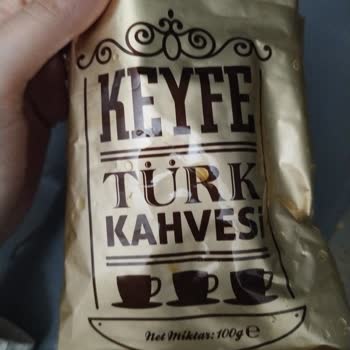 KEYFE
TÜRK
KAHVESİ
Net Miktar: 100g ℮